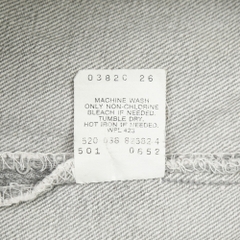 0382C 26
MACHINE WASH
ONLY NON-CHLORINE
BLEACH IF NEEDED.
TUMBLE DRY.
HOT IRON IF NEEDED.
WPL 423
501 0652